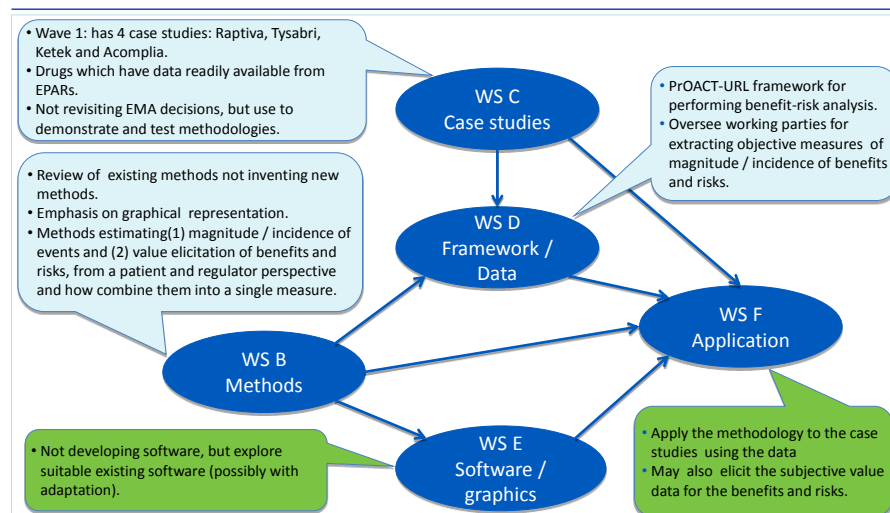 • Wave 1: has 4 case studies: Raptiva, Tysabri,
Ketek and Acomplia.
• Drugs which have data readily available from
EPARs.
• Not revisiting EMA decisions, but use to
demonstrate and test methodologies.
WS C
Case studies
• PrOACT-URL framework for
performing benefit-risk analysis.
• Oversee working parties for
extracting objective measures of
magnitude / incidence of benefits
and risks.
• Review of existing methods not inventing new
methods.
• Emphasis on graphical representation.
• Methods estimating(1) magnitude / incidence of
events and (2) value elicitation of benefits and
risks, from a patient and regulator perspective
and how combine them into a single measure.
WS D
Framework /
Data
WS F
Application
WS B
Methods
• Not developing software, but explore
suitable existing software (possibly with
adaptation).
WS E
Software /
graphics
• Apply the methodology to the case
studies using the data
• May also elicit the subjective value
data for the benefits and risks.